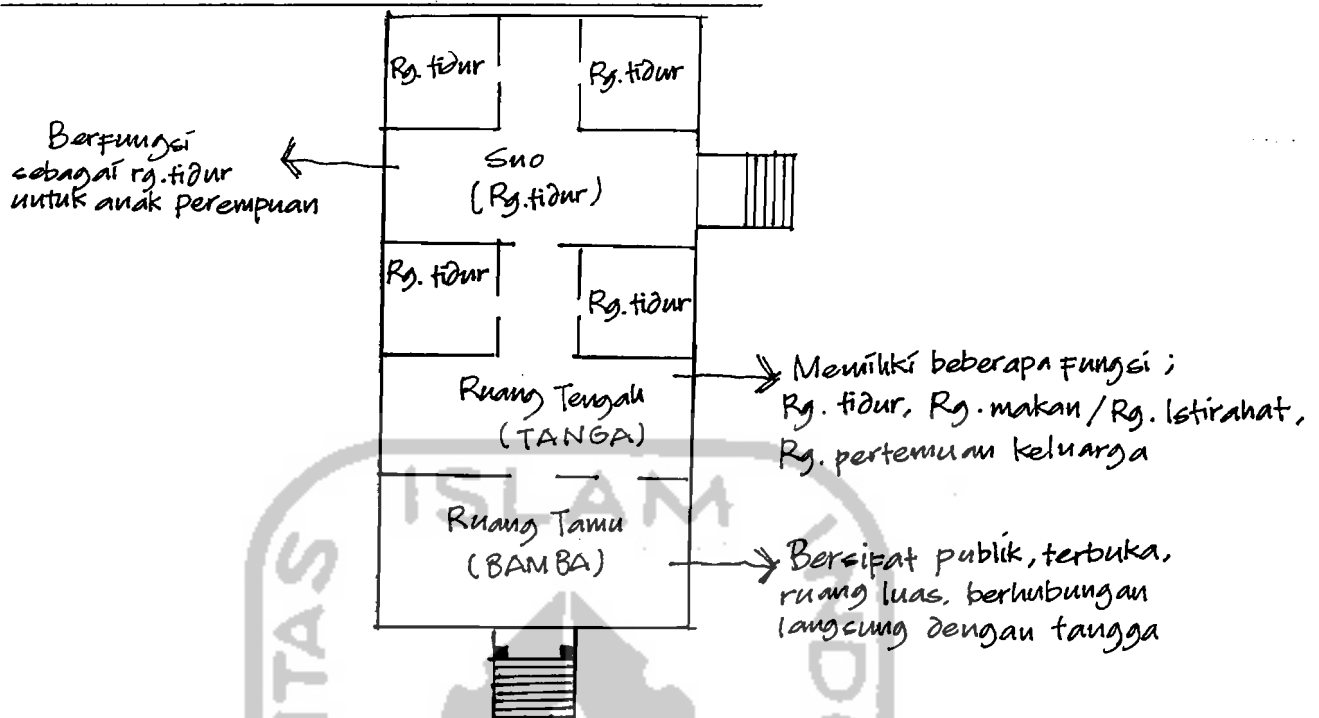 Rg. tidur
Rg. tidur
Berfungsi
sebagai rg. tidur
untuk anak perempuan
Suo
(Rg. tidur)
Rg. tidur
Rg. tidur
Ruang Tengah
(TANGA)
Memiliki beberapa fungsi ;
Rg. tidur, Rg. makan / Rg. Istirahat,
Rg. pertemuan keluarga
Ruang Tamu
(BAMBA)
Bersifat publik, terbuka,
ruang luas, berhubungan
langsung dengan tangga
ISLAM
ITAS